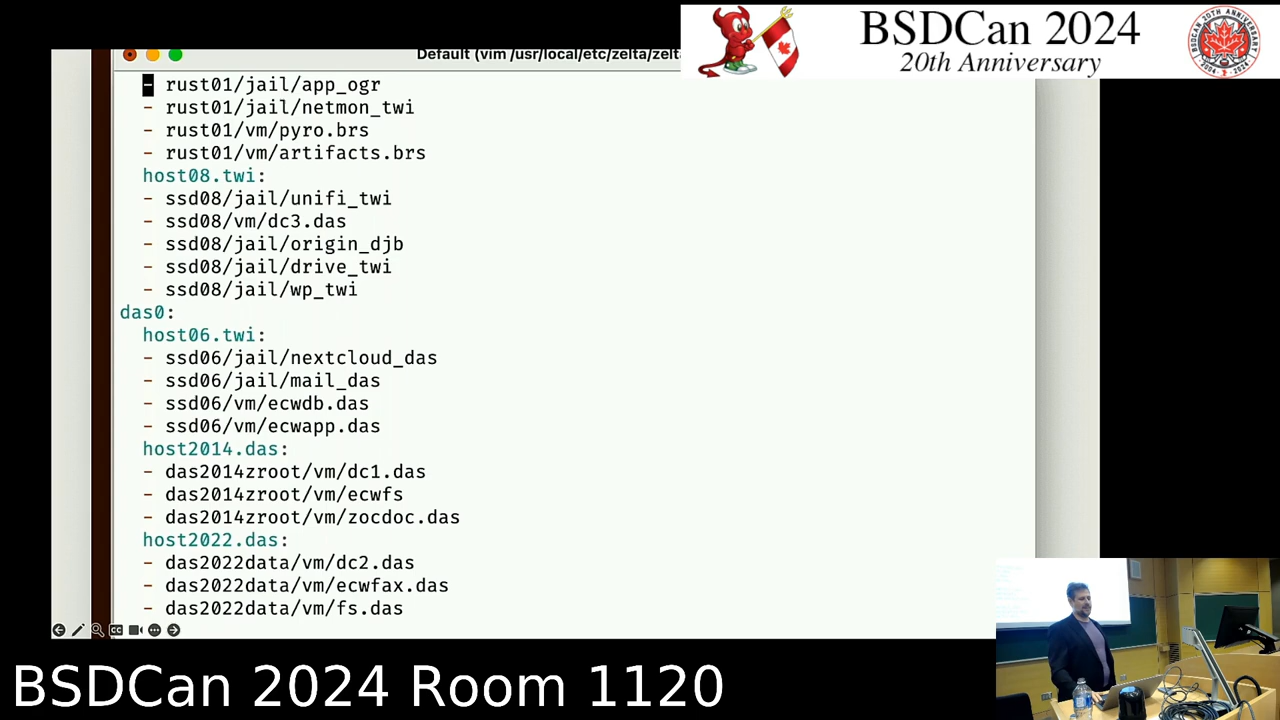 BSDCan 2024
20th Anniversary
Default (vim /usr/local/etc/zelta/zelt
- rust01/jail/app_ogr
- rust01/jail/netmon_twi
- rust01/vm/pyro.brs
- rust01/vm/artifacts.brs
host08.twi:
- ssd08/jail/unifi_twi
- ssd08/vm/dc3.das
- ssd08/jail/origin_djb
- ssd08/jail/drive_twi
- ssd08/jail/wp_twi
das0:
host06.twi:
- ssd06/jail/nextcloud_das
- ssd06/jail/mail_das
- ssd06/vm/ecwdb.das
- ssd06/vm/ecwapp.das
host2014.das:
- das2014zroot/vm/dc1.das
- das2014zroot/vm/ecwfs
- das2014zroot/vm/zocdoc.das
host2022.das:
- das2022data/vm/dc2.das
- das2022data/vm/ecwfax.das
- das2022data/vm/fs.das
BSDCan 2024 Room 1120